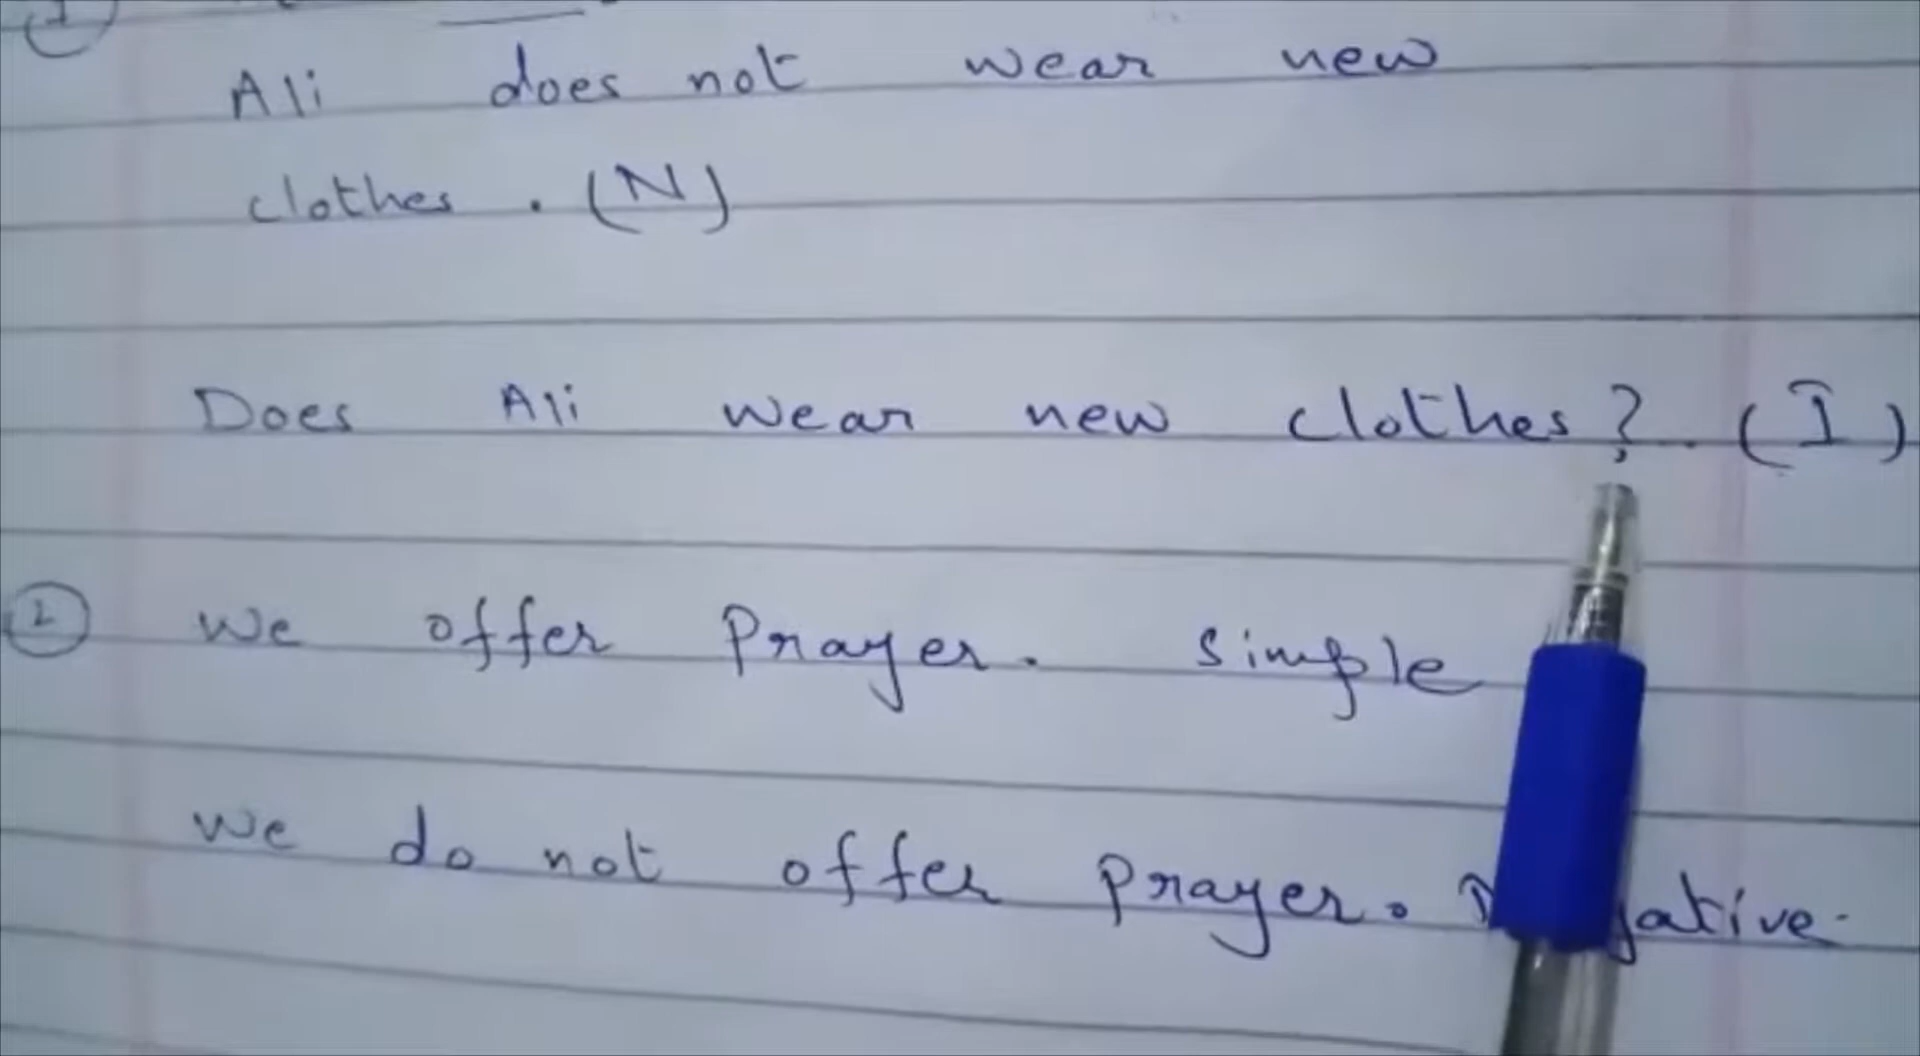 1
Ali does not wear new
clothes. (N)
Does Ali wear new clothes? (I)
2 We offer Prayer. simple
We do not offer Prayer.